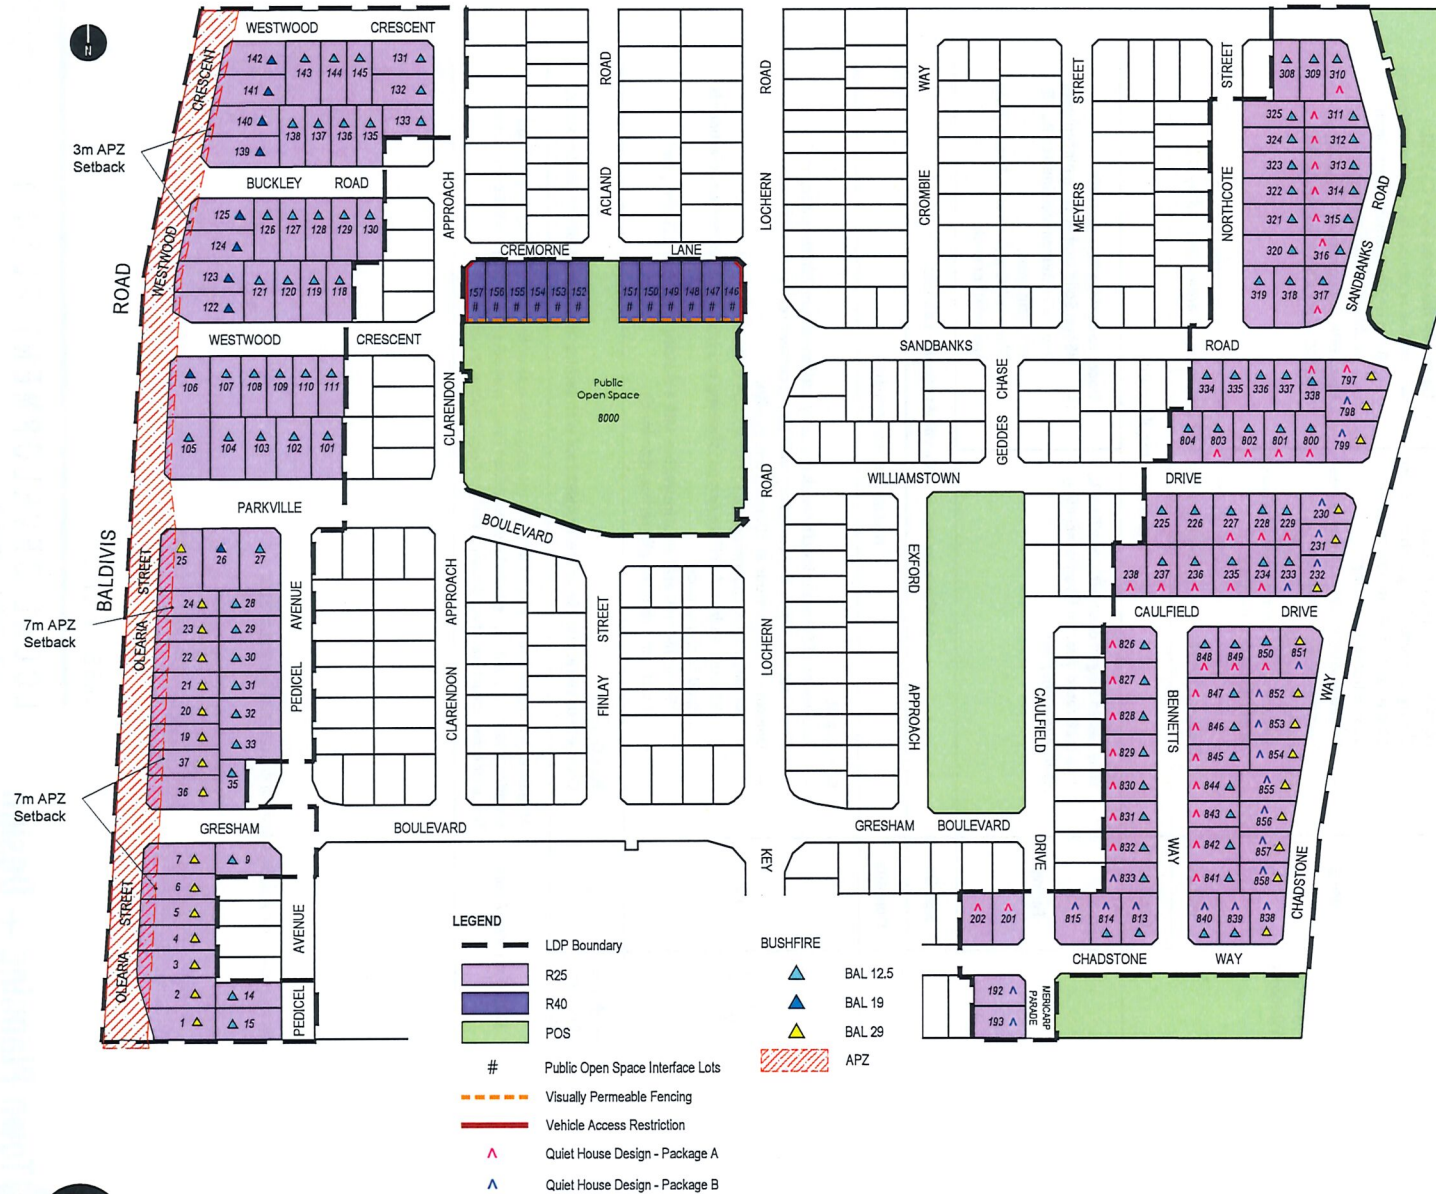 N
WESTWOOD CRESCENT
CRESCENT
142 143 144 145 131
141 132
140 138 137 136 135 133
139
3m APZ
Setback
BUCKLEY ROAD
125 126 127 128 129 130
124
123 121 120 119 118
122
WESTWOOD
ROAD
WESTWOOD CRESCENT
106 107 108 109 110 111
105 104 103 102 101
PARKVILLE
BOULEVARD
BALDIVIS
STREET
25 26 27
24 28
23 29
22 30
21 31
20 32
19 33
37 35
36
7m APZ
Setback
OLEARIA
AVENUE
PEDICEL
7m APZ
Setback
GRESHAM BOULEVARD
7 9
6
5
4
3
2 14
1 15
STREET
OLEARIA
AVENUE
PEDICEL
APPROACH
CLARENDON
APPROACH
CLARENDON
ROAD
ACLAND
CREMORNE LANE
157 156 155 154 153 152 151 150 149 148 147 146
# # # # # # # # # # # #
Public
Open Space
8000
STREET
FINLAY
ROAD
LOCHERN
ROAD
LOCHERN
KEY
WAY
CROMBIE
STREET
MEYERS
STREET
NORTHCOTE
308 309 310
325 311
324 312
323 313
322 314
321 315
320 316
319 318 317
ROAD
SANDBANKS
SANDBANKS ROAD
CHASE
GEDDES
334 335 336 337 338 797
798
804 803 802 801 800 799
WILLIAMSTOWN DRIVE
EXFORD
APPROACH
225 226 227 228 229 230
231
238 237 236 235 234 233 232
CAULFIELD DRIVE
826 848 849 850 851
827 847 852
828 846 853
829 845 854
830 844 855
831 843 856
832 842 857
833 841 858
CAULFIELD
DRIVE
BENNETTS
WAY
WAY
CHADSTONE
GRESHAM BOULEVARD
202 201 815 814 813 840 839 838
CHADSTONE WAY
192
193
MERICARP
PARADE
LEGEND
LDP Boundary
R25
R40
POS
# Public Open Space Interface Lots
Visually Permeable Fencing
Vehicle Access Restriction
Quiet House Design - Package A
Quiet House Design - Package B
BUSHFIRE
BAL 12.5
BAL 19
BAL 29
APZ